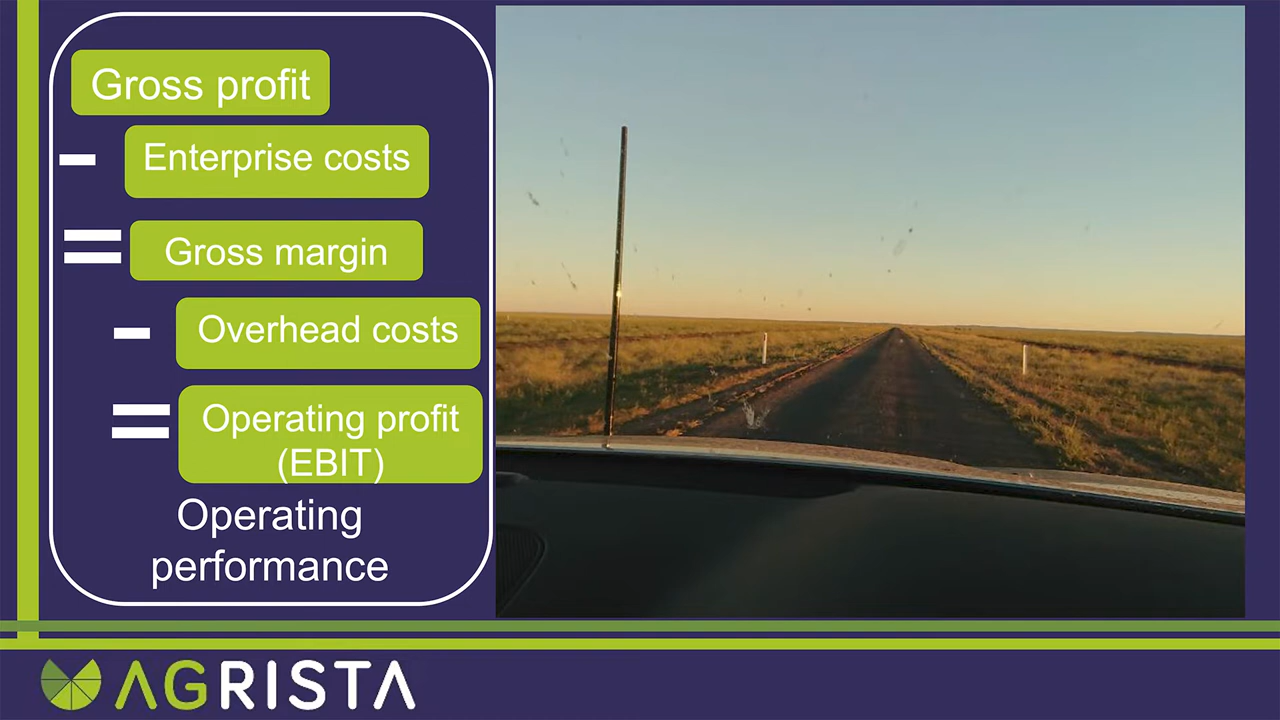 Gross profit
- Enterprise costs
= Gross margin
- Overhead costs
= Operating profit
(EBIT)
Operating
performance
AGRISTA